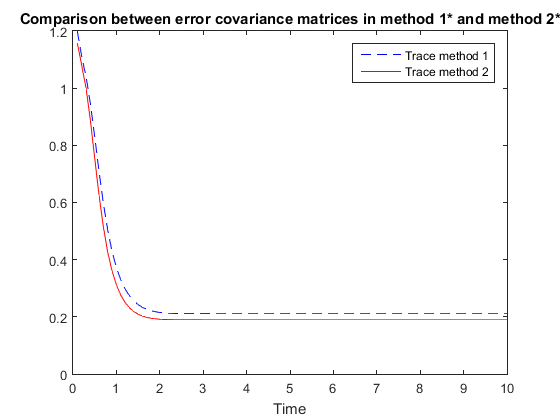 Comparison between error covariance matrices in method 1* and method 2*
Trace method 1
Trace method 2
1.2
1
0.8
0.6
0.4
0.2
0
0 1 2 3 4 5 6 7 8 9 10
Time